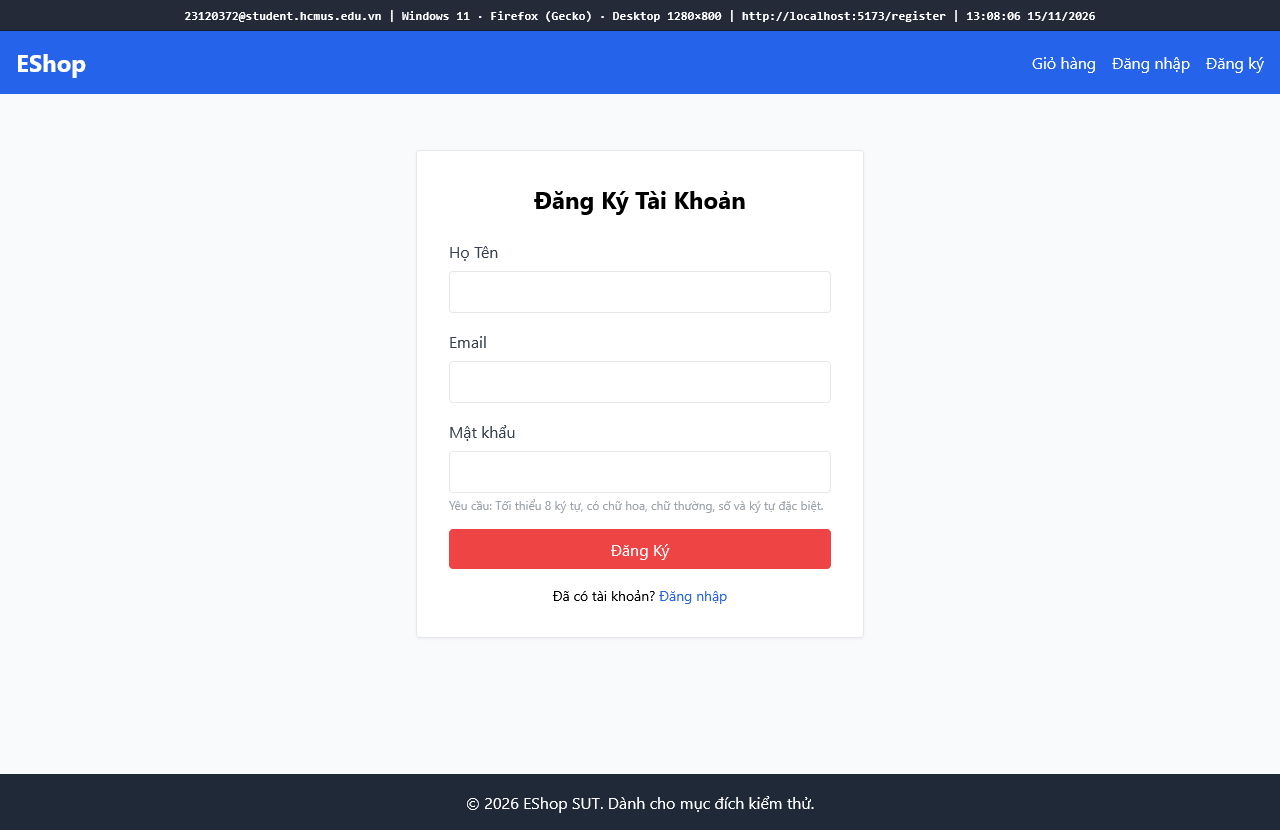 23120372@student.hcmus.edu.vn | Windows 11 · Firefox (Gecko) · Desktop 1280×800 | http://localhost:5173/register | 13:08:06 15/11/2026
EShop
Giỏ hàng Đăng nhập Đăng ký
Đăng Ký Tài Khoản
Họ Tên
Email
Mật khẩu
Yêu cầu: Tối thiểu 8 ký tự, có chữ hoa, chữ thường, số và ký tự đặc biệt.
Đăng Ký
Đã có tài khoản? Đăng nhập
© 2026 EShop SUT. Dành cho mục đích kiểm thử.